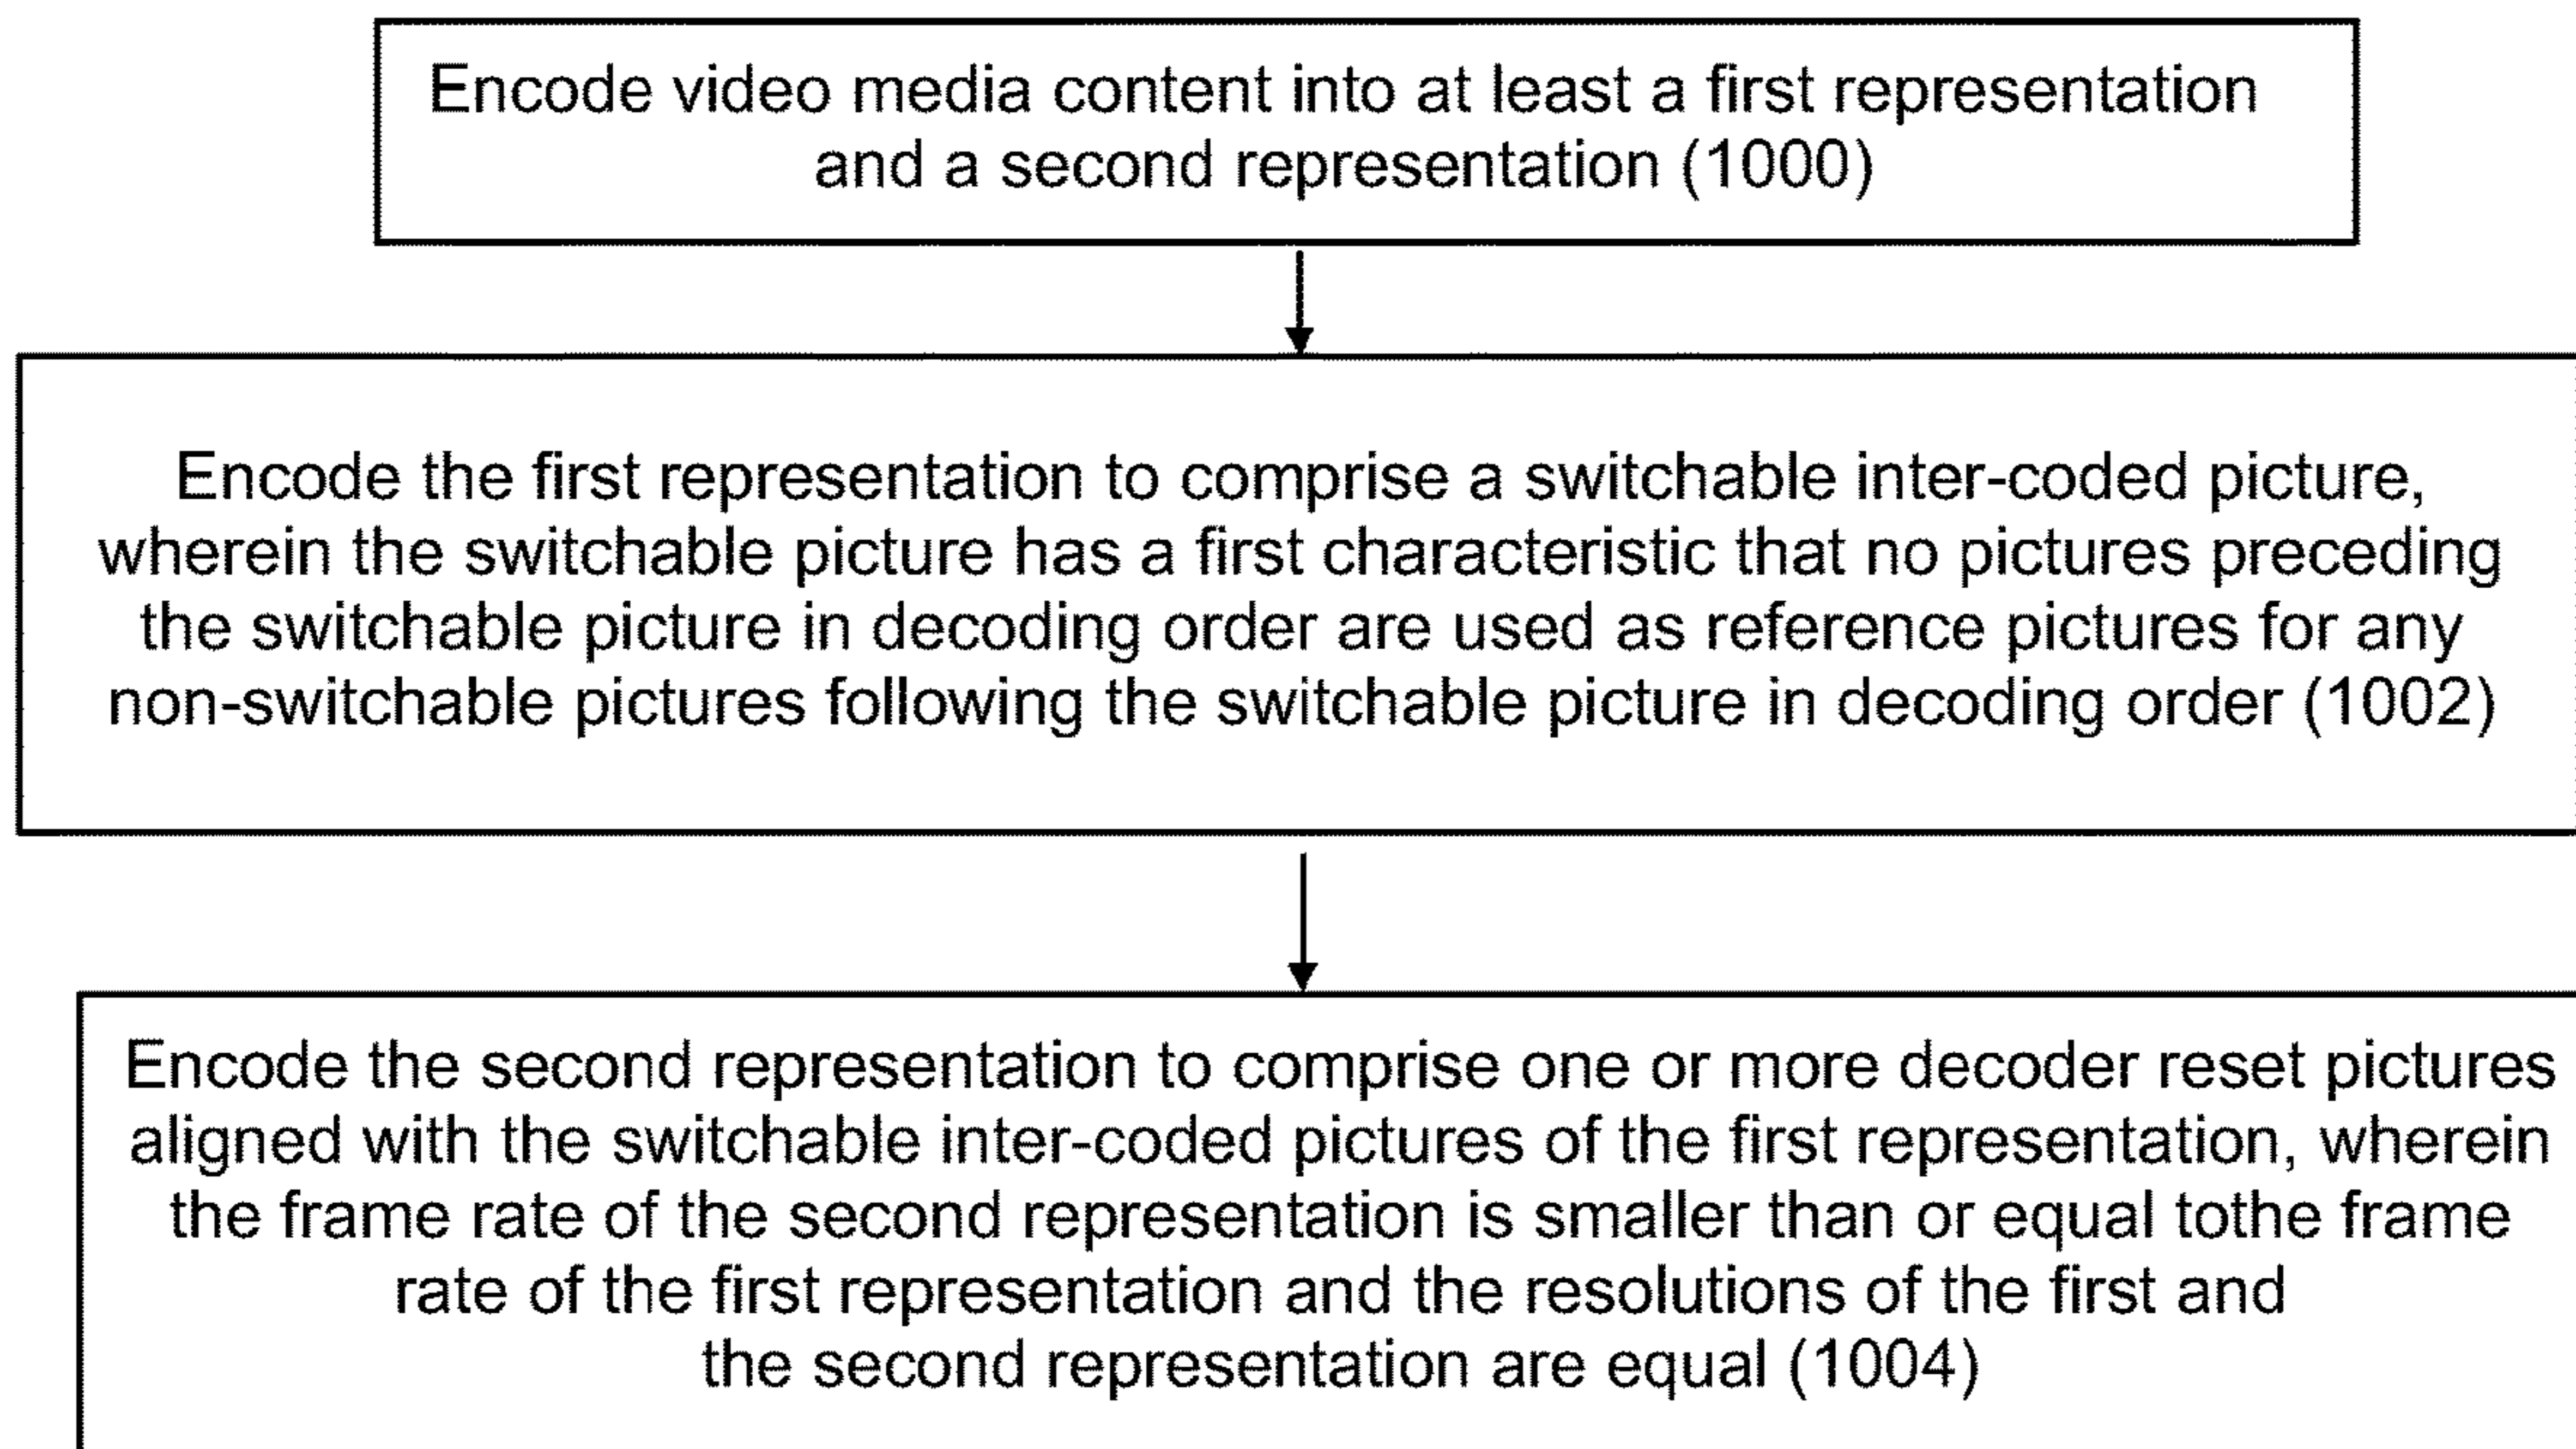 Encode video media content into at least a first representation
and a second representation (1000)
Encode the first representation to comprise a switchable inter-coded picture,
wherein the switchable picture has a first characteristic that no pictures preceding
the switchable picture in decoding order are used as reference pictures for any
non-switchable pictures following the switchable picture in decoding order (1002)
Encode the second representation to comprise one or more decoder reset pictures
aligned with the switchable inter-coded pictures of the first representation, wherein
the frame rate of the second representation is smaller than or equal tothe frame
rate of the first representation and the resolutions of the first and
the second representation are equal (1004)